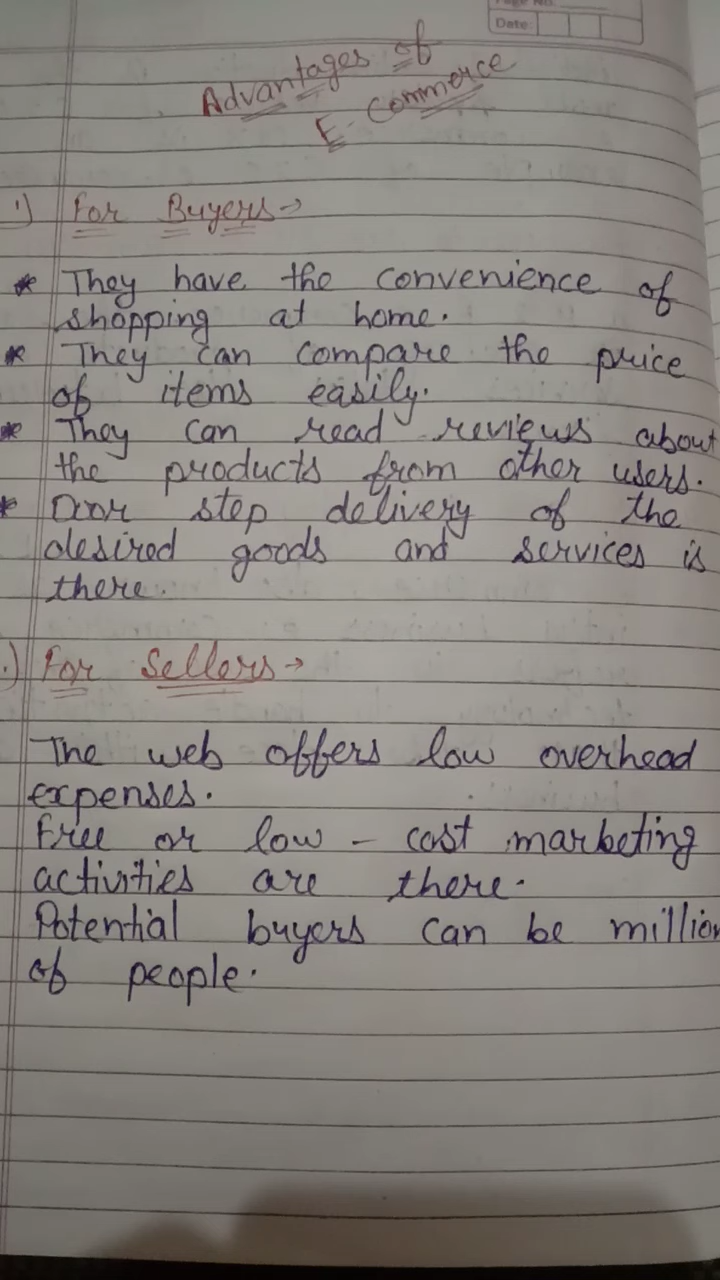 Page No.
Date:
Advantages of
E-Commerce
1) For Buyers→
* They have the convenience of
shopping at home.
* They can compare the price
of items easily.
* They can read reviews about
the products from other users.
* Door step delivery of the
desired goods and services is
there.
.) For Sellers→
The web offers low overhead
expenses.
Free or low - cost marketing
activities are there.
Potential buyers can be million
of people.